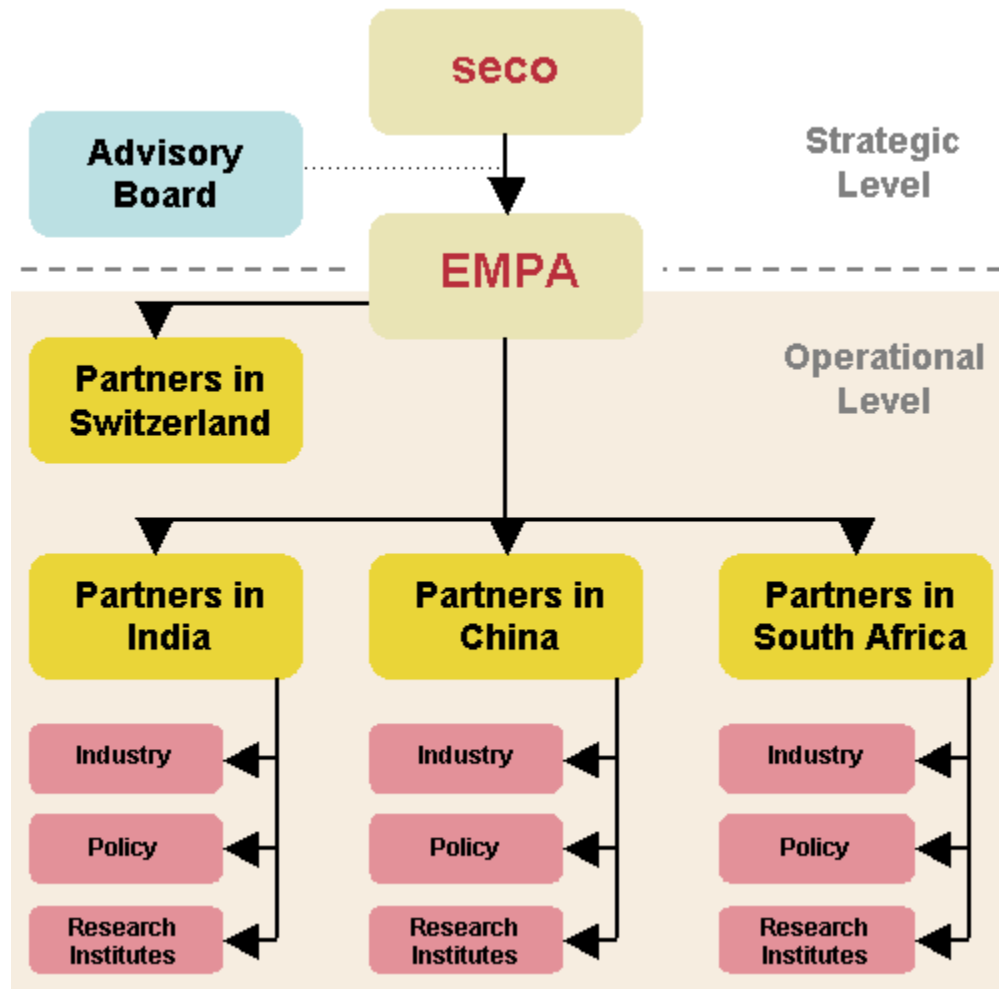 seco
Advisory
Board
Strategic
Level
EMPA
Operational
Level
Partners in
Switzerland
Partners in
India
Partners in
China
Partners in
South Africa
Industry
Industry
Industry
Policy
Policy
Policy
Research
Institutes
Research
Institutes
Research
Institutes